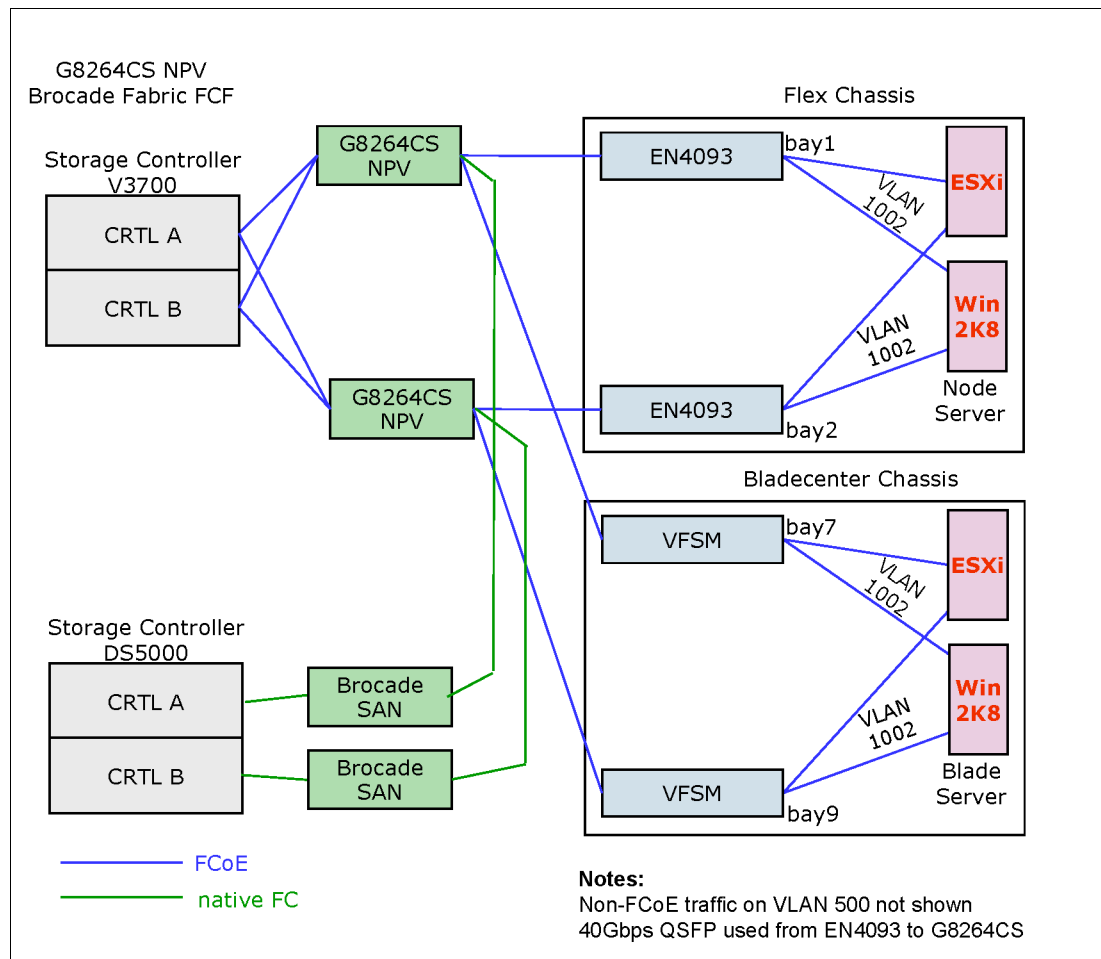 G8264CS NPV
Brocade Fabric FCF
Storage Controller
V3700
CRTL A
CRTL B
G8264CS
NPV
G8264CS
NPV
Flex Chassis
EN4093
bay1
VLAN
1002
ESXi
Win
2K8
VLAN
1002
EN4093
bay2
Node
Server
Bladecenter Chassis
VFSM
bay7
VLAN
1002
ESXi
Win
2K8
VLAN
1002
VFSM
bay9
Blade
Server
Storage Controller
DS5000
CRTL A
CRTL B
Brocade
SAN
Brocade
SAN
FCoE
native FC
Notes:
Non-FCoE traffic on VLAN 500 not shown
40Gbps QSFP used from EN4093 to G8264CS